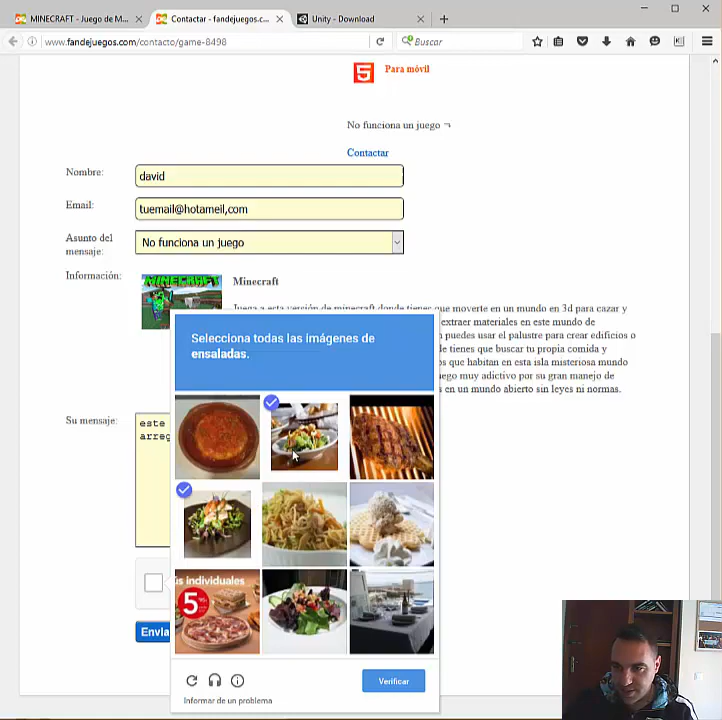 MINECRAFT - Juego de M...
Contactar - fandejuegos.c...
Unity - Download
www.fandejuegos.com/contacto/game-8498
Buscar
Para móvil
No funciona un juego
Contactar
Nombre:
david
Email:
tuemail@hotameil,com
Asunto del
mensaje:
No funciona un juego
Información:
MINECRAFT
Minecraft
Juega a esta versión de minecraft donde tienes que moverte en un mundo en 3d para cazar y
extraer materiales en este mundo de
puedes usar el palustre para crear edificios o
de tienes que buscar tu propia comida y
s que habitan en esta isla misteriosa mundo
ego muy adictivo por su gran manejo de
s en un mundo abierto sin leyes ni normas.
Selecciona todas las imágenes de
ensaladas.
Su mensaje:
este
arreg
us individuales
5
Envia
Verificar
Informar de un problema